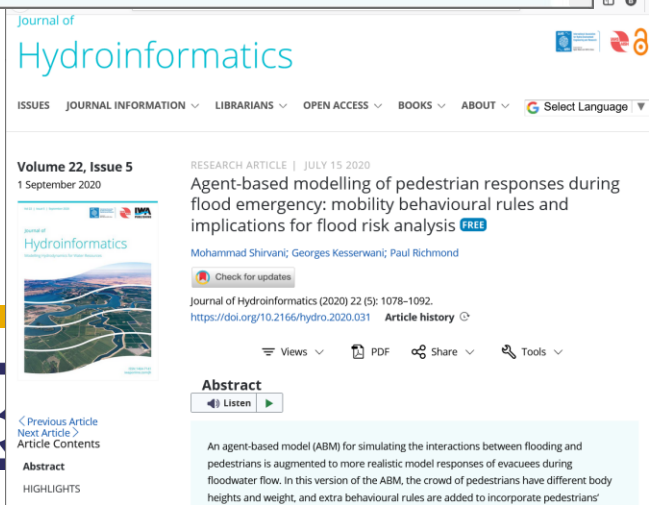 Journal of
Hydroinformatics
ISSUES JOURNAL INFORMATION LIBRARIANS OPEN ACCESS BOOKS ABOUT G Select Language ▼
Volume 22, Issue 5
1 September 2020
Journal of
Hydroinformatics
IWA
RESEARCH ARTICLE | JULY 15 2020
Agent-based modelling of pedestrian responses during
flood emergency: mobility behavioural rules and
implications for flood risk analysis FREE
Mohammad Shirvani; Georges Kesserwani; Paul Richmond
Check for updates
Journal of Hydroinformatics (2020) 22 (5): 1078–1092.
https://doi.org/10.2166/hydro.2020.031 Article history
Views PDF Share Tools
Abstract
Listen
< Previous Article
Next Article >
Article Contents
Abstract
HIGHLIGHTS
An agent-based model (ABM) for simulating the interactions between flooding and
pedestrians is augmented to more realistic model responses of evacuees during
floodwater flow. In this version of the ABM, the crowd of pedestrians have different body
heights and weight, and extra behavioural rules are added to incorporate pedestrians'